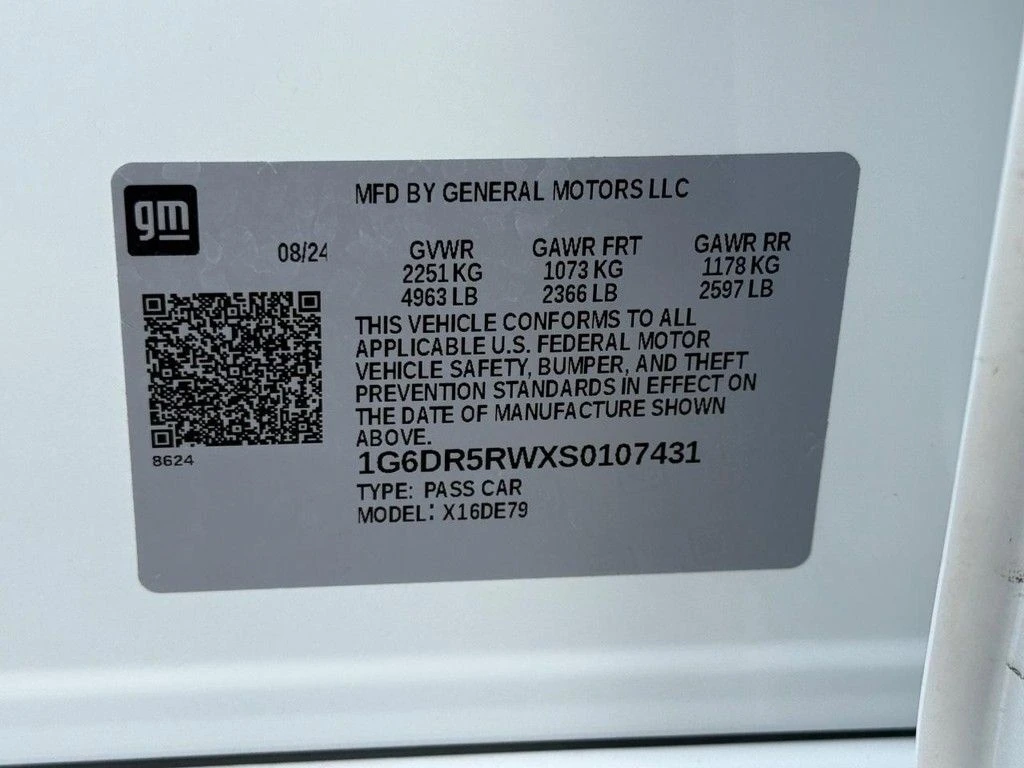 gm
MFD BY GENERAL MOTORS LLC
08/24
GVWR GAWR FRT GAWR RR
2251 KG 1073 KG 1178 KG
4963 LB 2366 LB 2597 LB
THIS VEHICLE CONFORMS TO ALL
APPLICABLE U.S. FEDERAL MOTOR
VEHICLE SAFETY, BUMPER, AND THEFT
PREVENTION STANDARDS IN EFFECT ON
THE DATE OF MANUFACTURE SHOWN
ABOVE.
8624
1G6DR5RWXS0107431
TYPE: PASS CAR
MODEL: X16DE79